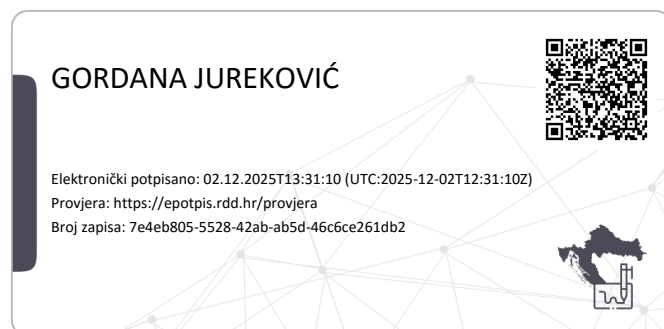 GORDANA JUREKOVIĆ
Elektronički potpisano: 02.12.2025T13:31:10 (UTC:2025-12-02T12:31:10Z)
Provjera: https://epotpis.rdd.hr/provjera
Broj zapisa: 7e4eb805-5528-42ab-ab5d-46c6ce261db2